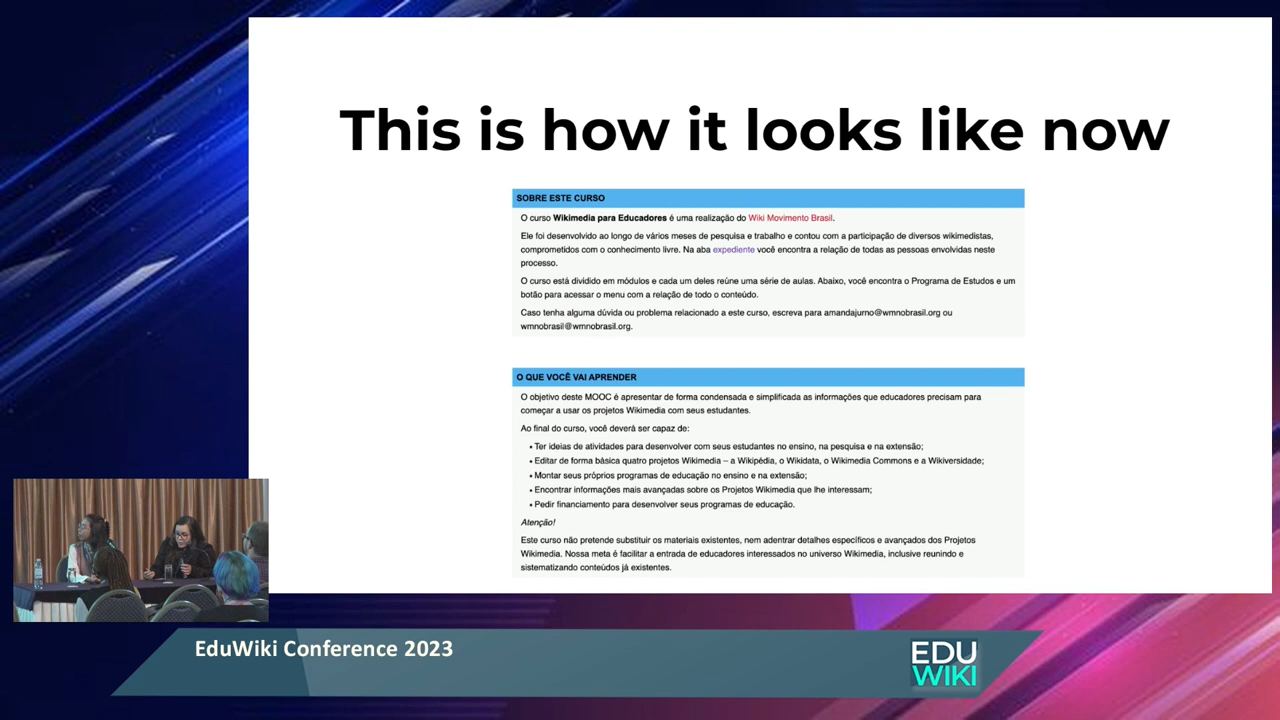 This is how it looks like now
SOBRE ESTE CURSO
O curso Wikimedia para Educadores é uma realização do Wiki Movimento Brasil.
Ele foi desenvolvido ao longo de vários meses de pesquisa e trabalho e contou com a participação de diversos wikimedistas,
comprometidos com o conhecimento livre. Na aba expediente você encontra a relação de todas as pessoas envolvidas neste
processo.
O curso está dividido em módulos e cada um deles reúne uma série de aulas. Abaixo, você encontra o Programa de Estudos e um
botão para acessar o menu com a relação de todo o conteúdo.
Caso tenha alguma dúvida ou problema relacionado a este curso, escreva para amandajurno@wmnobrasil.org ou
wmnobrasil@wmnobrasil.org.
O QUE VOCÊ VAI APRENDER
O objetivo deste MOOC é apresentar de forma condensada e simplificada as informações que educadores precisam para
começar a usar os projetos Wikimedia com seus estudantes.
Ao final do curso, você deverá ser capaz de:
• Ter ideias de atividades para desenvolver com seus estudantes no ensino, na pesquisa e na extensão;
• Editar de forma básica quatro projetos Wikimedia – a Wikipédia, o Wikidata, o Wikimedia Commons e a Wikiversidade;
• Montar seus próprios programas de educação no ensino e na extensão;
• Encontrar informações mais avançadas sobre os Projetos Wikimedia que lhe interessam;
• Pedir financiamento para desenvolver seus programas de educação.
Atenção!
Este curso não pretende substituir os materiais existentes, nem adentrar detalhes específicos e avançados dos Projetos
Wikimedia. Nossa meta é facilitar a entrada de educadores interessados no universo Wikimedia, inclusive reunindo e
sistematizando conteúdos já existentes.
EduWiki Conference 2023
EDU
WIKI